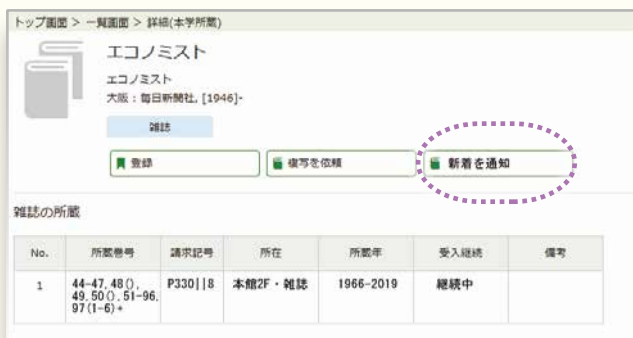 トップ画面 > 一覧画面 > 詳細(本学所蔵)
エコノミスト
エコノミスト
大阪 : 毎日新聞社, [1946]-
雑誌
登録
複写を依頼
新着を通知
雑誌の所蔵
No. 所蔵巻号 請求記号 所在 所蔵年 受入継続 備考
1 44-47, 48(), P330||8 本館2F・雑誌 1966-2019 継続中
49, 50(), 51-96,
97(1-6)+